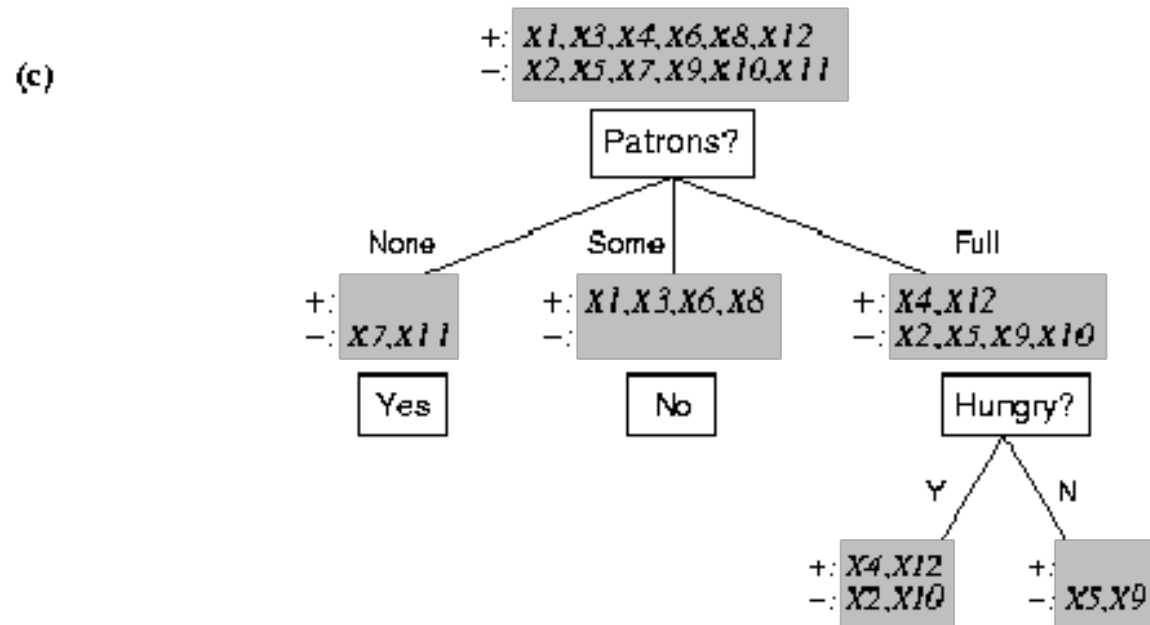 +: X1,X3,X4,X6,X8,X12
(c)
–: X2,X5,X7,X9,X10,X11
Patrons?
None Some Full
+: +: X1,X3,X6,X8 +: X4,X12
–: X7,X11 –: –: X2,X5,X9,X10
Yes No Hungry?
Y N
+: X4,X12 +:
–: X2,X10 –: X5,X9